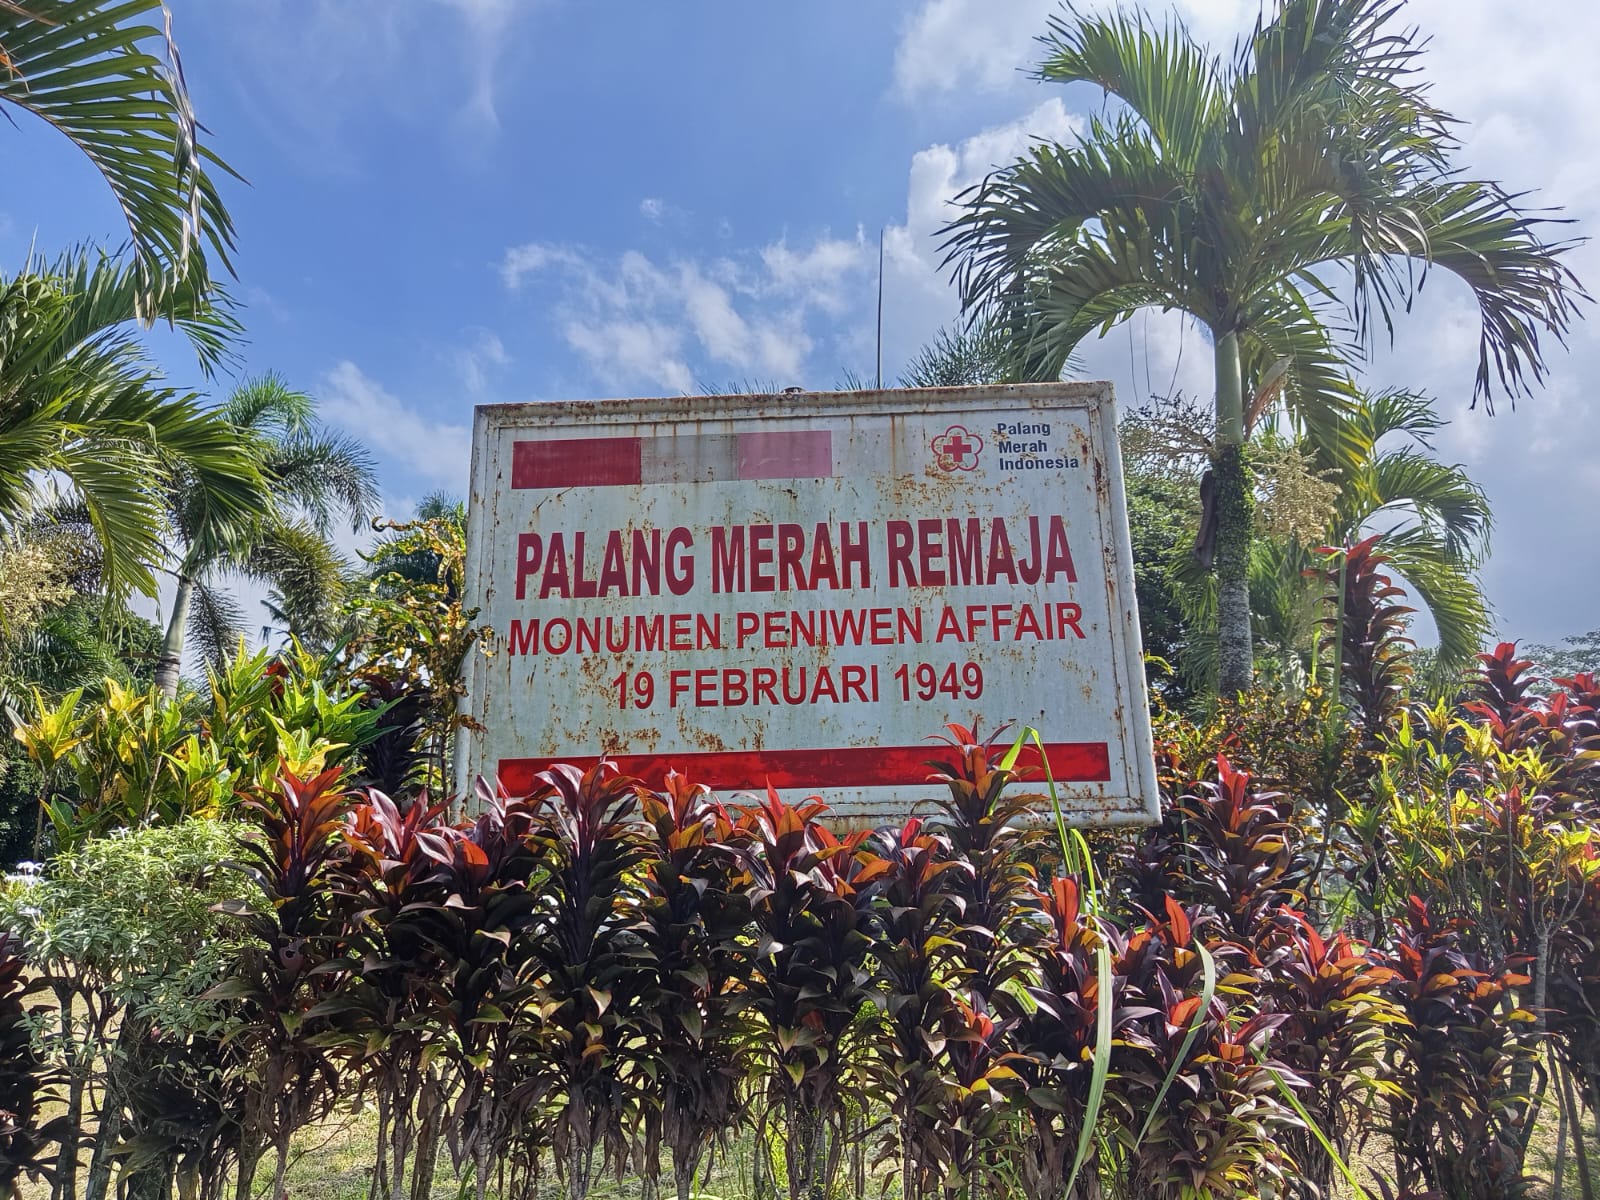 Palang
Merah
Indonesia
PALANG MERAH REMAJA
MONUMEN PENIWEN AFFAIR
19 FEBRUARI 1949